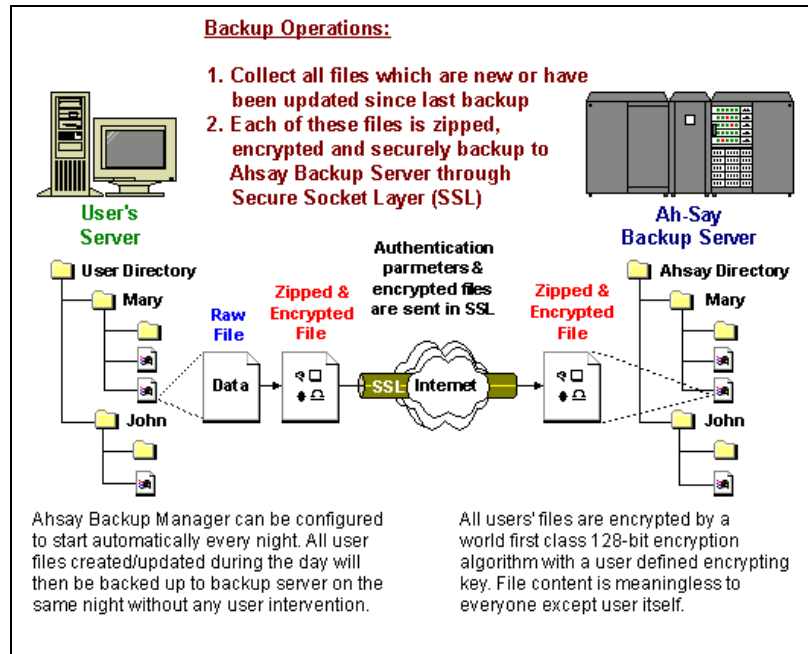 Backup Operations:
1. Collect all files which are new or have
been updated since last backup
2. Each of these files is zipped,
encrypted and securely backup to
Ahsay Backup Server through
Secure Socket Layer (SSL)
User's
Server
Ah-Say
Backup Server
User Directory
Mary
John
Raw
File
Data
Zipped &
Encrypted
File
Authentication
parmeters &
encrypted files
are sent in SSL
SSL
Internet
Zipped &
Encrypted
File
Ahsay Directory
Mary
John
Ahsay Backup Manager can be configured
to start automatically every night. All user
files created/updated during the day will
then be backed up to backup server on the
same night without any user intervention.
All users' files are encrypted by a
world first class 128-bit encryption
algorithm with a user defined encrypting
key. File content is meaningless to
everyone except user itself.